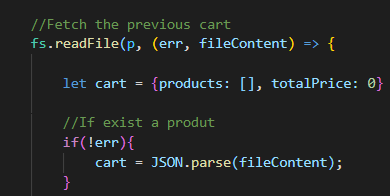 //Fetch the previous cart
fs.readFile(p, (err, fileContent) => {
let cart = {products: [], totalPrice: 0}
//If exist a produt
if(!err){
cart = JSON.parse(fileContent);
}